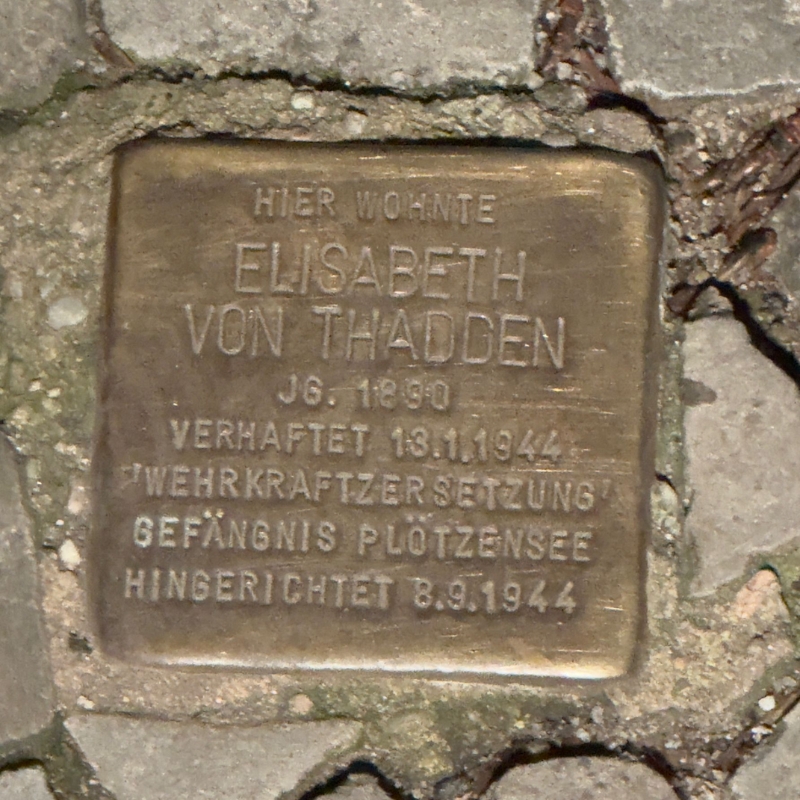 HIER WOHNTE
ELISABETH
VON THADDEN
JG. 1890
VERHAFTET 13.1.1944
'WEHRKRAFTZERSETZUNG'
GEFÄNGNIS PLÖTZENSEE
HINGERICHTET 8.9.1944